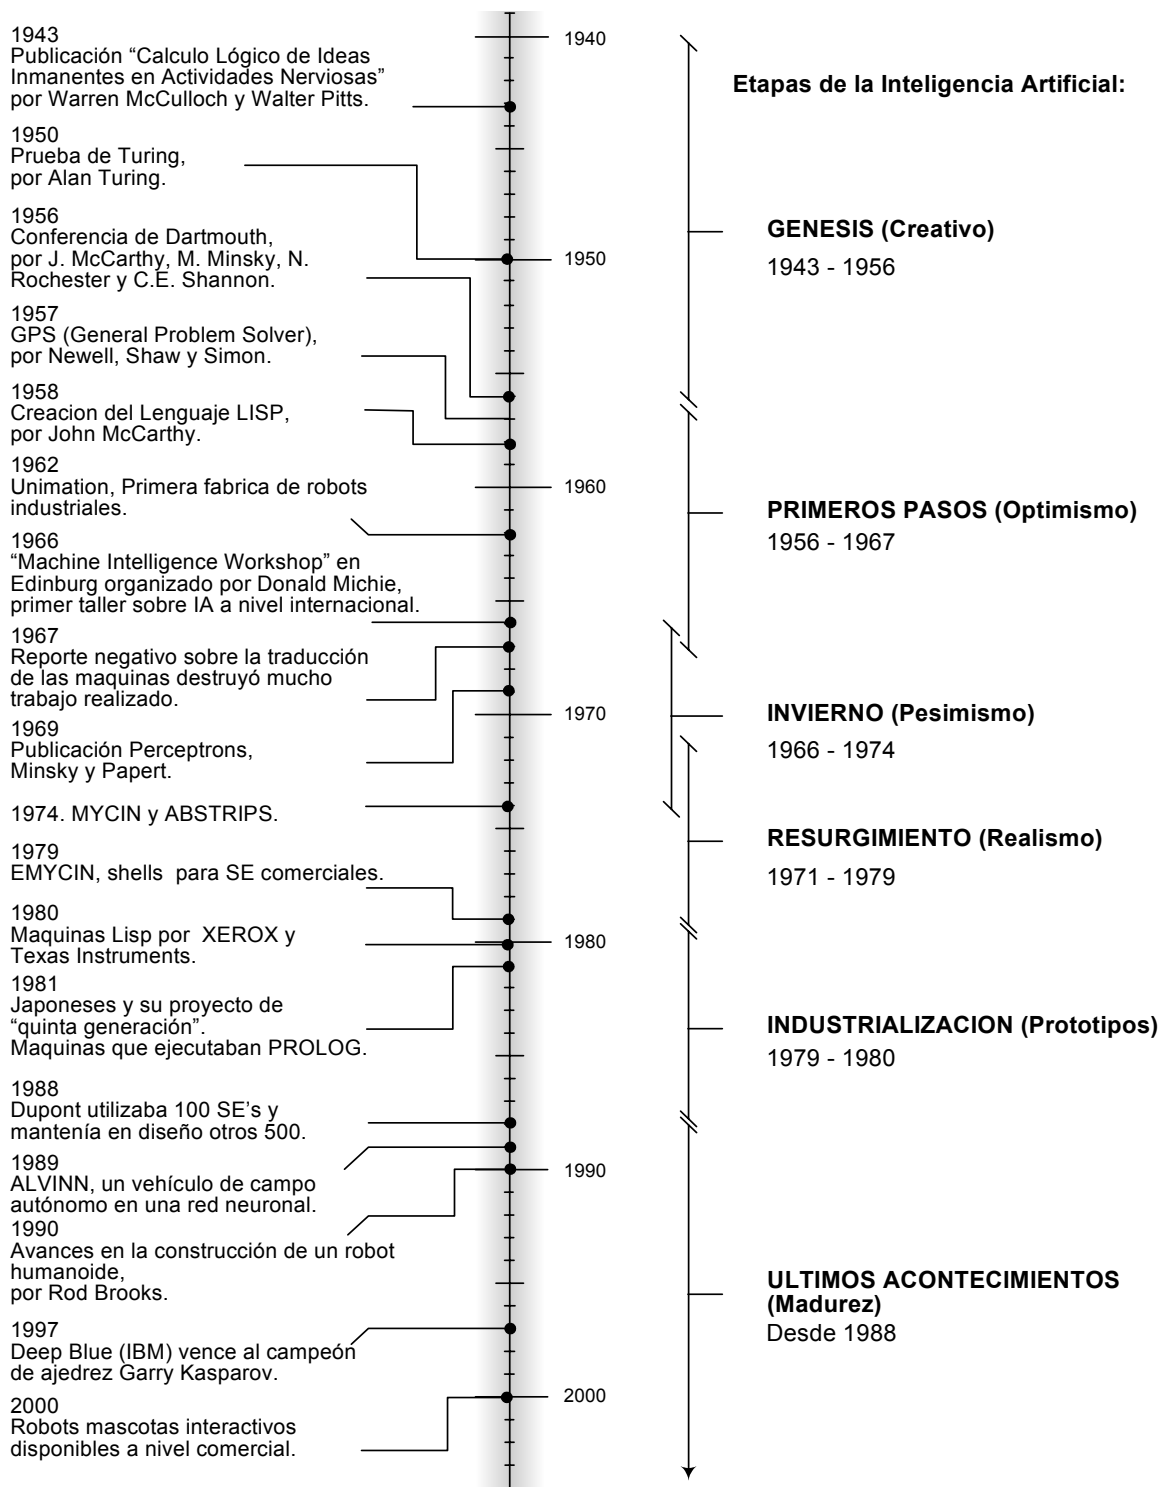 1943
Publicación “Calculo Lógico de Ideas
Inmanentes en Actividades Nerviosas”
por Warren McCulloch y Walter Pitts.
1950
Prueba de Turing,
por Alan Turing.
1956
Conferencia de Dartmouth,
por J. McCarthy, M. Minsky, N.
Rochester y C.E. Shannon.
1957
GPS (General Problem Solver),
por Newell, Shaw y Simon.
1958
Creacion del Lenguaje LISP,
por John McCarthy.
1962
Unimation, Primera fabrica de robots
industriales.
1966
“Machine Intelligence Workshop” en
Edinburg organizado por Donald Michie,
primer taller sobre IA a nivel internacional.
1967
Reporte negativo sobre la traducción
de las maquinas destruyó mucho
trabajo realizado.
1969
Publicación Perceptrons,
Minsky y Papert.
1974. MYCIN y ABSTRIPS.
1979
EMYCIN, shells para SE comerciales.
1980
Maquinas Lisp por XEROX y
Texas Instruments.
1981
Japoneses y su proyecto de
“quinta generación”.
Maquinas que ejecutaban PROLOG.
1988
Dupont utilizaba 100 SE’s y
mantenía en diseño otros 500.
1989
ALVINN, un vehículo de campo
autónomo en una red neuronal.
1990
Avances en la construcción de un robot
humanoide,
por Rod Brooks.
1997
Deep Blue (IBM) vence al campeón
de ajedrez Garry Kasparov.
2000
Robots mascotas interactivos
disponibles a nivel comercial.
1940
1950
1960
1970
1980
1990
2000
Etapas de la Inteligencia Artificial:
GENESIS (Creativo)
1943 - 1956
PRIMEROS PASOS (Optimismo)
1956 - 1967
INVIERNO (Pesimismo)
1966 - 1974
RESURGIMIENTO (Realismo)
1971 - 1979
INDUSTRIALIZACION (Prototipos)
1979 - 1980
ULTIMOS ACONTECIMIENTOS
(Madurez)
Desde 1988